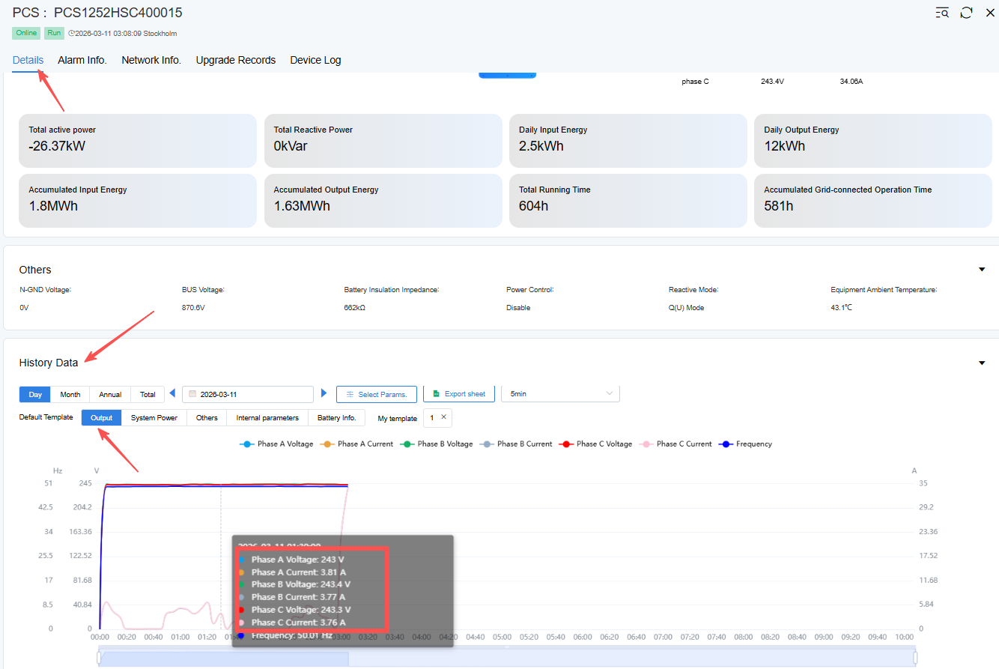 PCS : PCS1252HSC400015
Online Run 2026-03-11 03:08:09 Stockholm
Details Alarm Info. Network Info. Upgrade Records Device Log
phase C 243.4V 34.06A
Total active power
-26.37kW
Total Reactive Power
0kVar
Daily Input Energy
2.5kWh
Daily Output Energy
12kWh
Accumulated Input Energy
1.8MWh
Accumulated Output Energy
1.63MWh
Total Running Time
604h
Accumulated Grid-connected Operation Time
581h
Others
N-GND Voltage: BUS Voltage: Battery Insulation Impedance: Power Control: Reactive Mode: Equipment Ambient Temperature:
0V 870.6V 662kΩ Disable Q(U) Mode 43.1℃
History Data
Day Month Annual Total 2026-03-11 Select Params. Export sheet 5min
Default Template Output System Power Others Internal parameters Battery Info. My template 1 ×
Phase A Voltage Phase A Current Phase B Voltage Phase B Current Phase C Voltage Phase C Current Frequency
Hz V A
51 245 35
42.5 204.2 29.2
34 163.36 23.36
25.5 122.52 17.52
17 81.68 11.68
8.5 40.84 5.84
0 0 0
2026-03-11 01:30:00
Phase A Voltage: 243 V
Phase A Current: 3.81 A
Phase B Voltage: 243.4 V
Phase B Current: 3.77 A
Phase C Voltage: 243.3 V
Phase C Current: 3.76 A
Frequency: 50.01 Hz
00:00 00:20 00:40 01:00 01:20 03:00 03:20 03:40 04:00 04:20 04:40 05:00 05:20 05:40 06:00 06:20 06:40 07:00 07:20 07:40 08:00 08:20 08:40 09:00 09:20 09:40 10:00